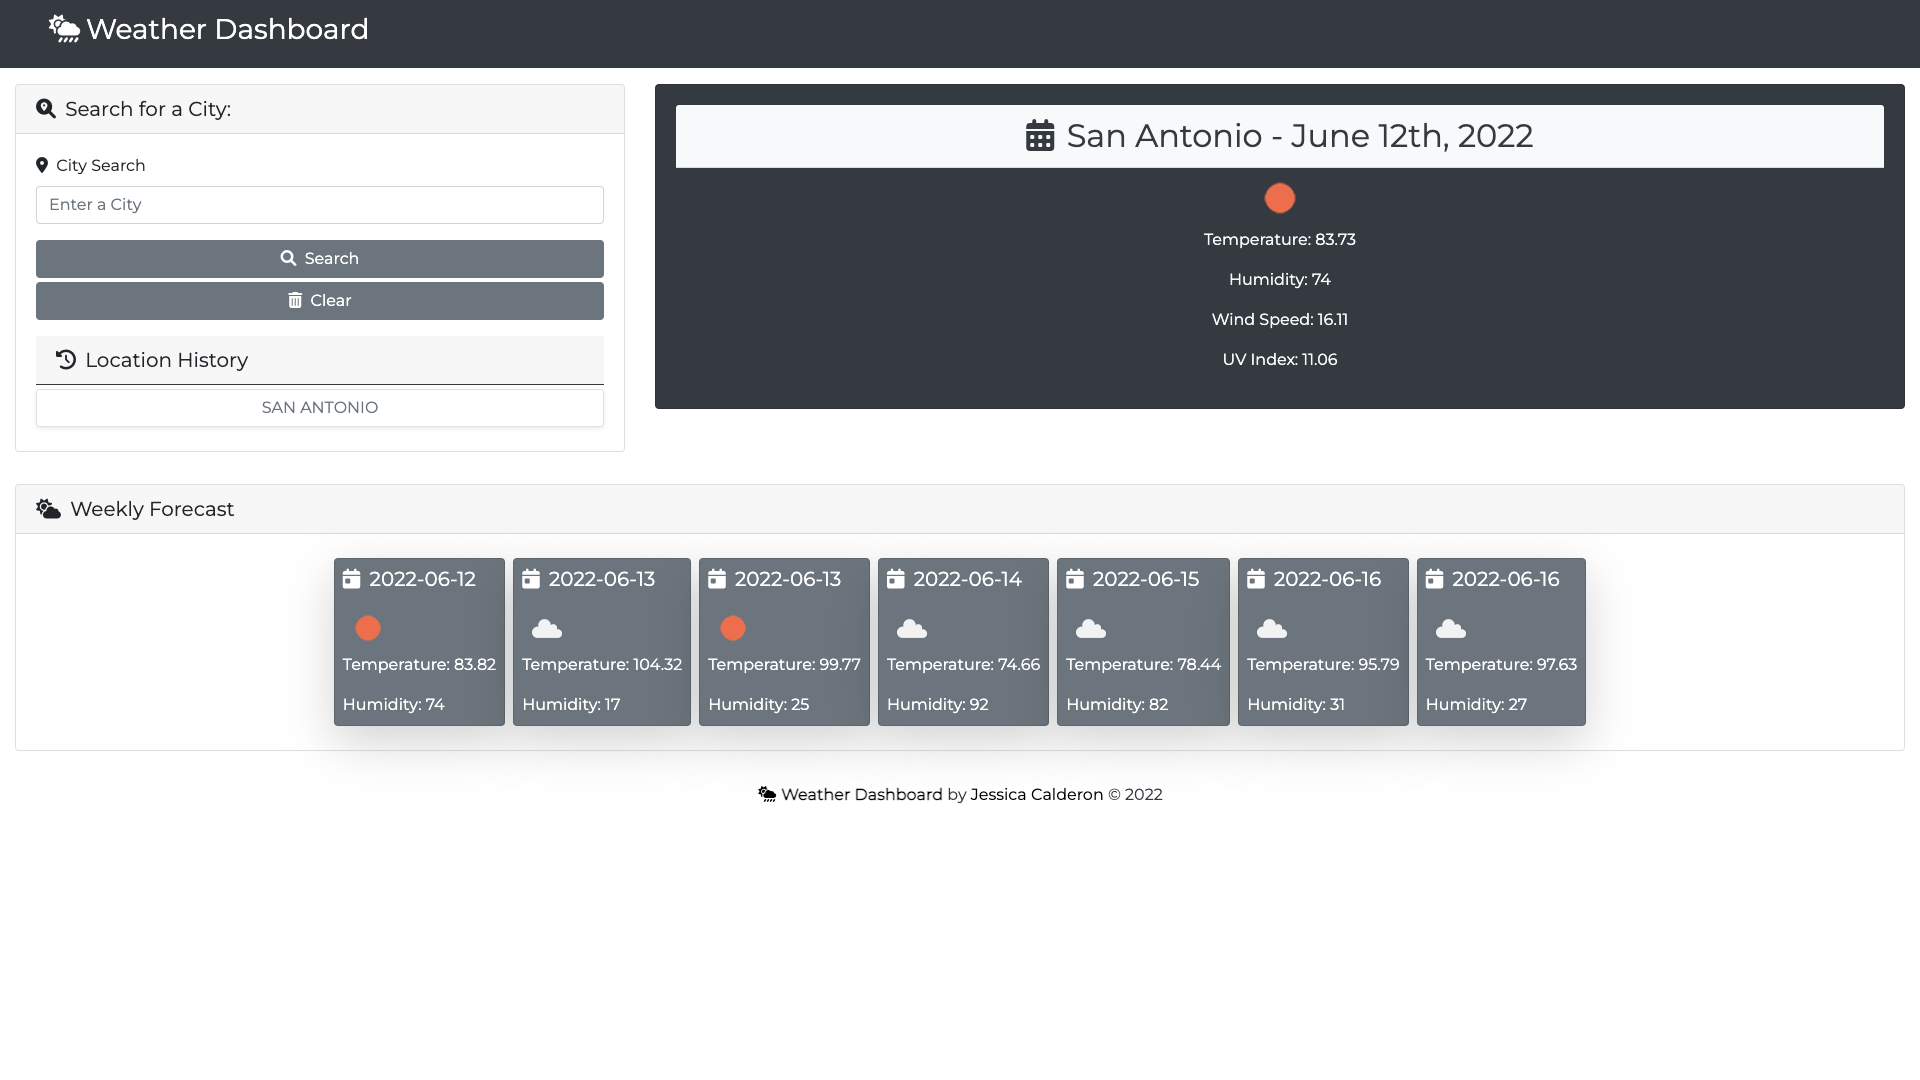 Weather Dashboard
Search for a City:
City Search
Enter a City
Search
Clear
Location History
SAN ANTONIO
San Antonio - June 12th, 2022
Temperature: 83.73
Humidity: 74
Wind Speed: 16.11
UV Index: 11.06
Weekly Forecast
2022-06-12
Temperature: 83.82
Humidity: 74
2022-06-13
Temperature: 104.32
Humidity: 17
2022-06-13
Temperature: 99.77
Humidity: 25
2022-06-14
Temperature: 74.66
Humidity: 92
2022-06-15
Temperature: 78.44
Humidity: 82
2022-06-16
Temperature: 95.79
Humidity: 31
2022-06-16
Temperature: 97.63
Humidity: 27
Weather Dashboard by Jessica Calderon © 2022